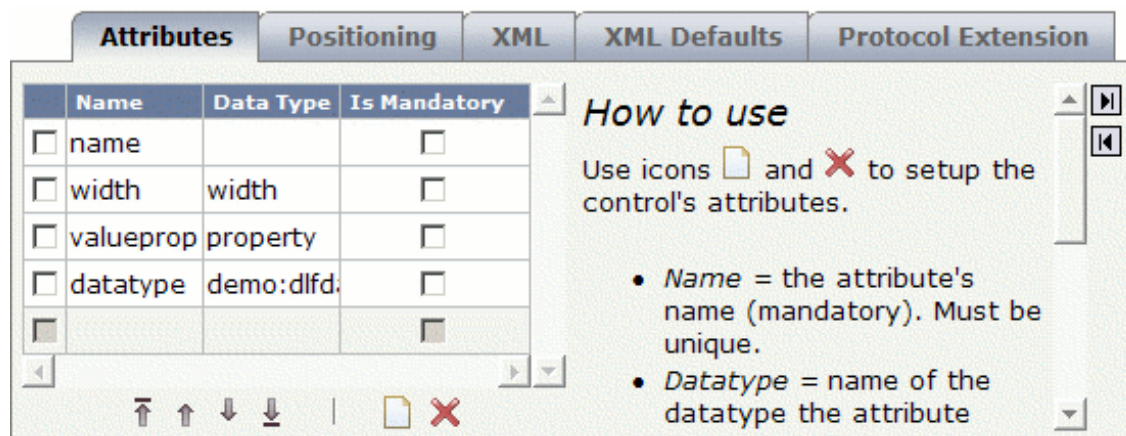 Attributes Positioning XML XML Defaults Protocol Extension
Name Data Type Is Mandatory
name
width width
valueprop property
datatype demo:dlfd
How to use
Use icons and to setup the
control's attributes.
• Name = the attribute's
name (mandatory). Must be
unique.
• Datatype = name of the
datatype the attribute